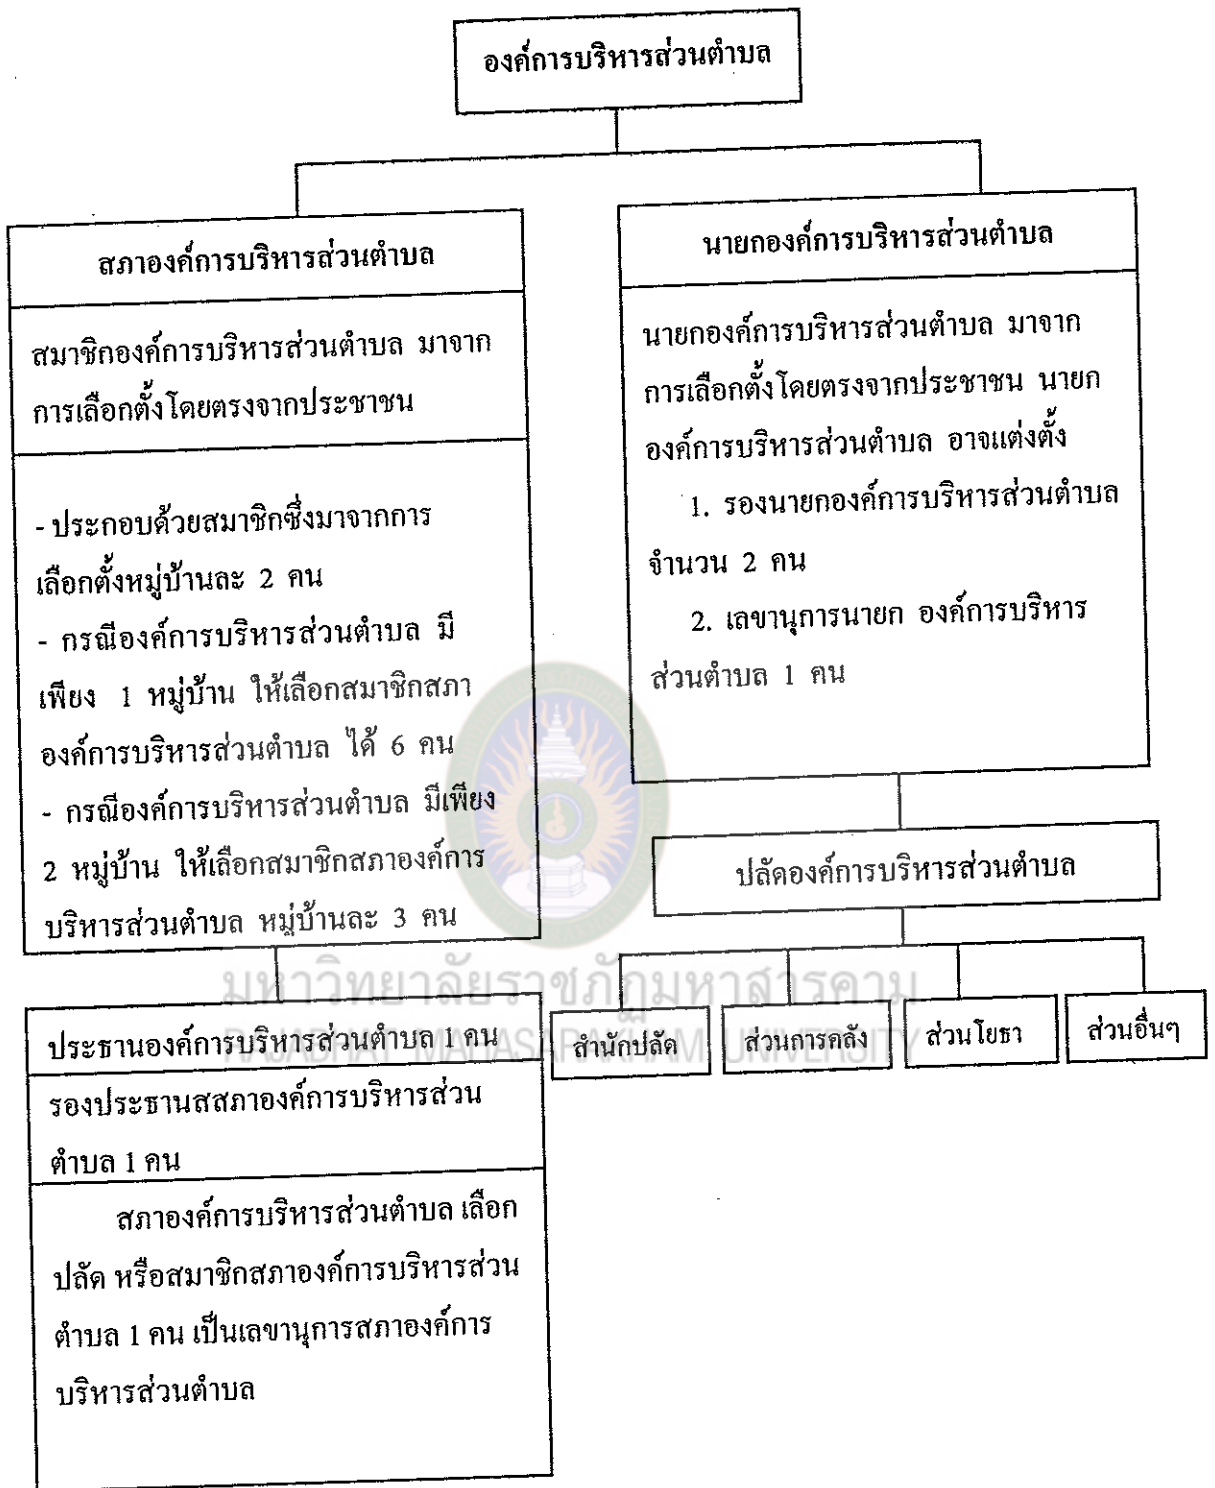 องค์การบริหารส่วนตำบล
สภาองค์การบริหารส่วนตำบล
สมาชิกองค์การบริหารส่วนตำบล มาจาก
การเลือกตั้งโดยตรงจากประชาชน
- ประกอบด้วยสมาชิกซึ่งมาจากการ
เลือกตั้งหมู่บ้านละ 2 คน
- กรณีองค์การบริหารส่วนตำบล มี
เพียง 1 หมู่บ้าน ให้เลือกสมาชิกสภา
องค์การบริหารส่วนตำบล ได้ 6 คน
- กรณีองค์การบริหารส่วนตำบล มีเพียง
2 หมู่บ้าน ให้เลือกสมาชิกสภาองค์การ
บริหารส่วนตำบล หมู่บ้านละ 3 คน
ประธานองค์การบริหารส่วนตำบล 1 คน
รองประธานสสภาองค์การบริหารส่วน
ตำบล 1 คน
สภาองค์การบริหารส่วนตำบล เลือก
ปลัด หรือสมาชิกสภาองค์การบริหารส่วน
ตำบล 1 คน เป็นเลขานุการสภาองค์การ
บริหารส่วนตำบล
นายกองค์การบริหารส่วนตำบล
นายกองค์การบริหารส่วนตำบล มาจาก
การเลือกตั้งโดยตรงจากประชาชน นายก
องค์การบริหารส่วนตำบล อาจแต่งตั้ง
1. รองนายกองค์การบริหารส่วนตำบล
จำนวน 2 คน
2. เลขานุการนายก องค์การบริหาร
ส่วนตำบล 1 คน
ปลัดองค์การบริหารส่วนตำบล
สำนักปลัด
ส่วนการคลัง
ส่วนโยธา
ส่วนอื่นๆ
มหาวิทยาลัยราชภัฏมหาสารคาม
RAJABHAT MAHASARAKHAM UNIVERSITY